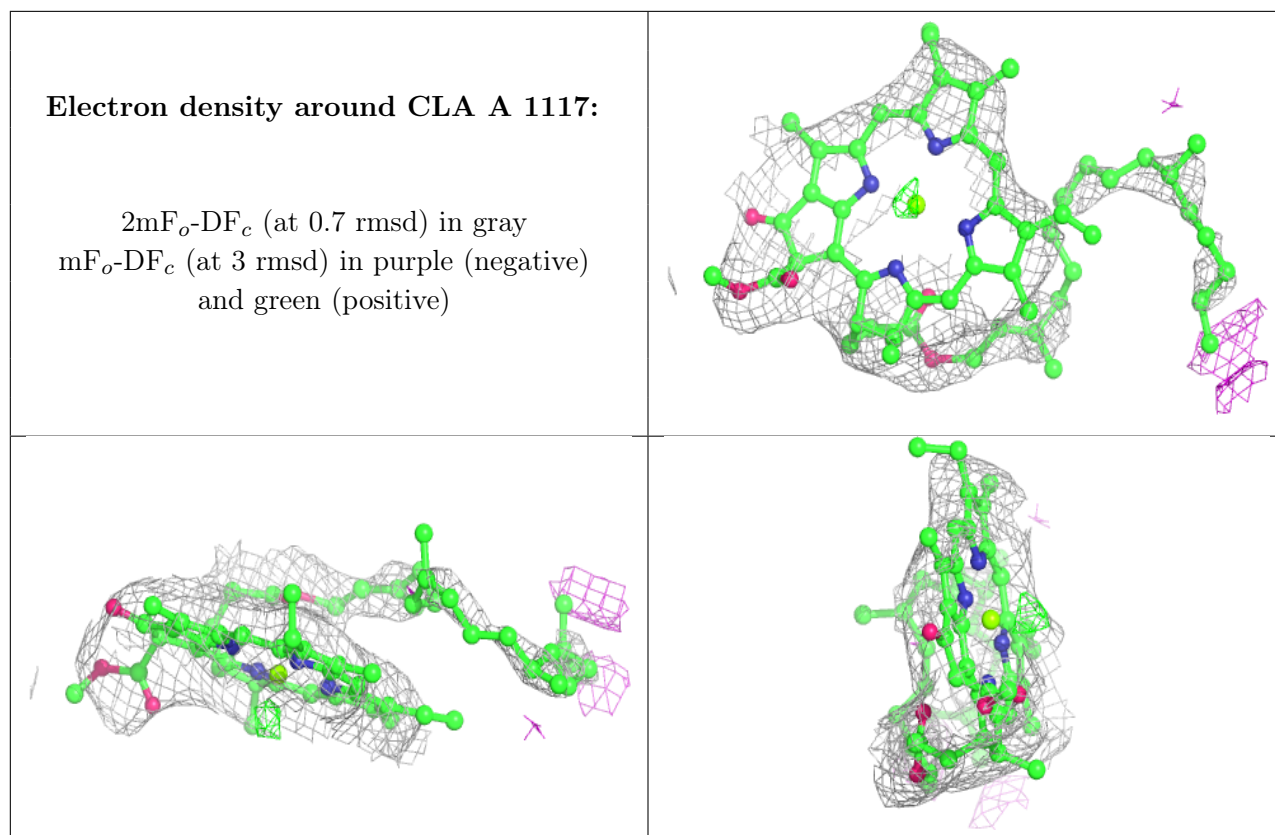 Electron density around CLA A 1117:
2mFo-DFc (at 0.7 rmsd) in gray
mFo-DFc (at 3 rmsd) in purple (negative)
and green (positive)